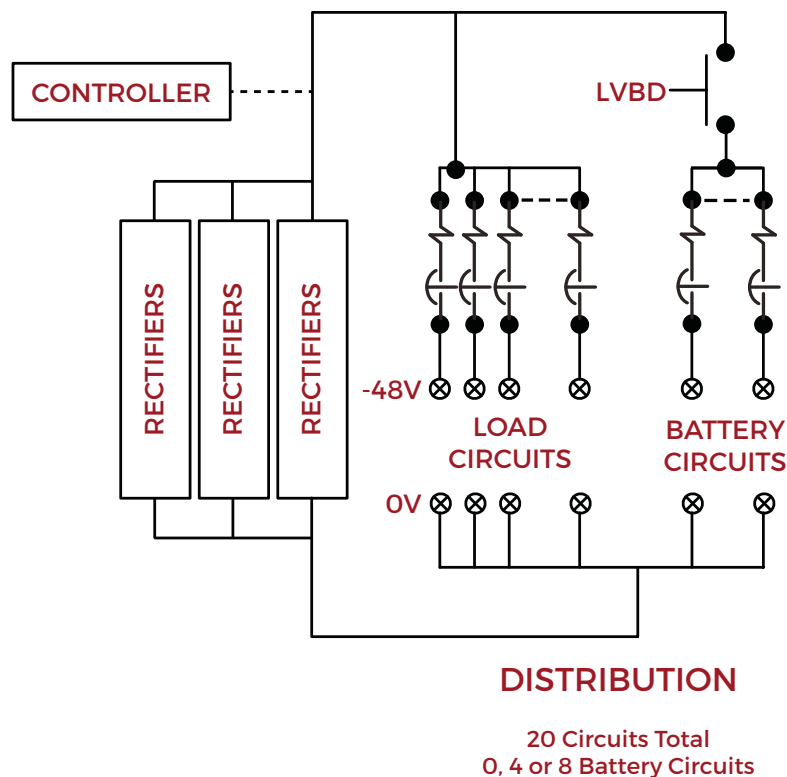 CONTROLLER
LVBD
RECTIFIERS
RECTIFIERS
RECTIFIERS
-48V
LOAD
CIRCUITS
BATTERY
CIRCUITS
0V
DISTRIBUTION
20 Circuits Total
0, 4 or 8 Battery Circuits